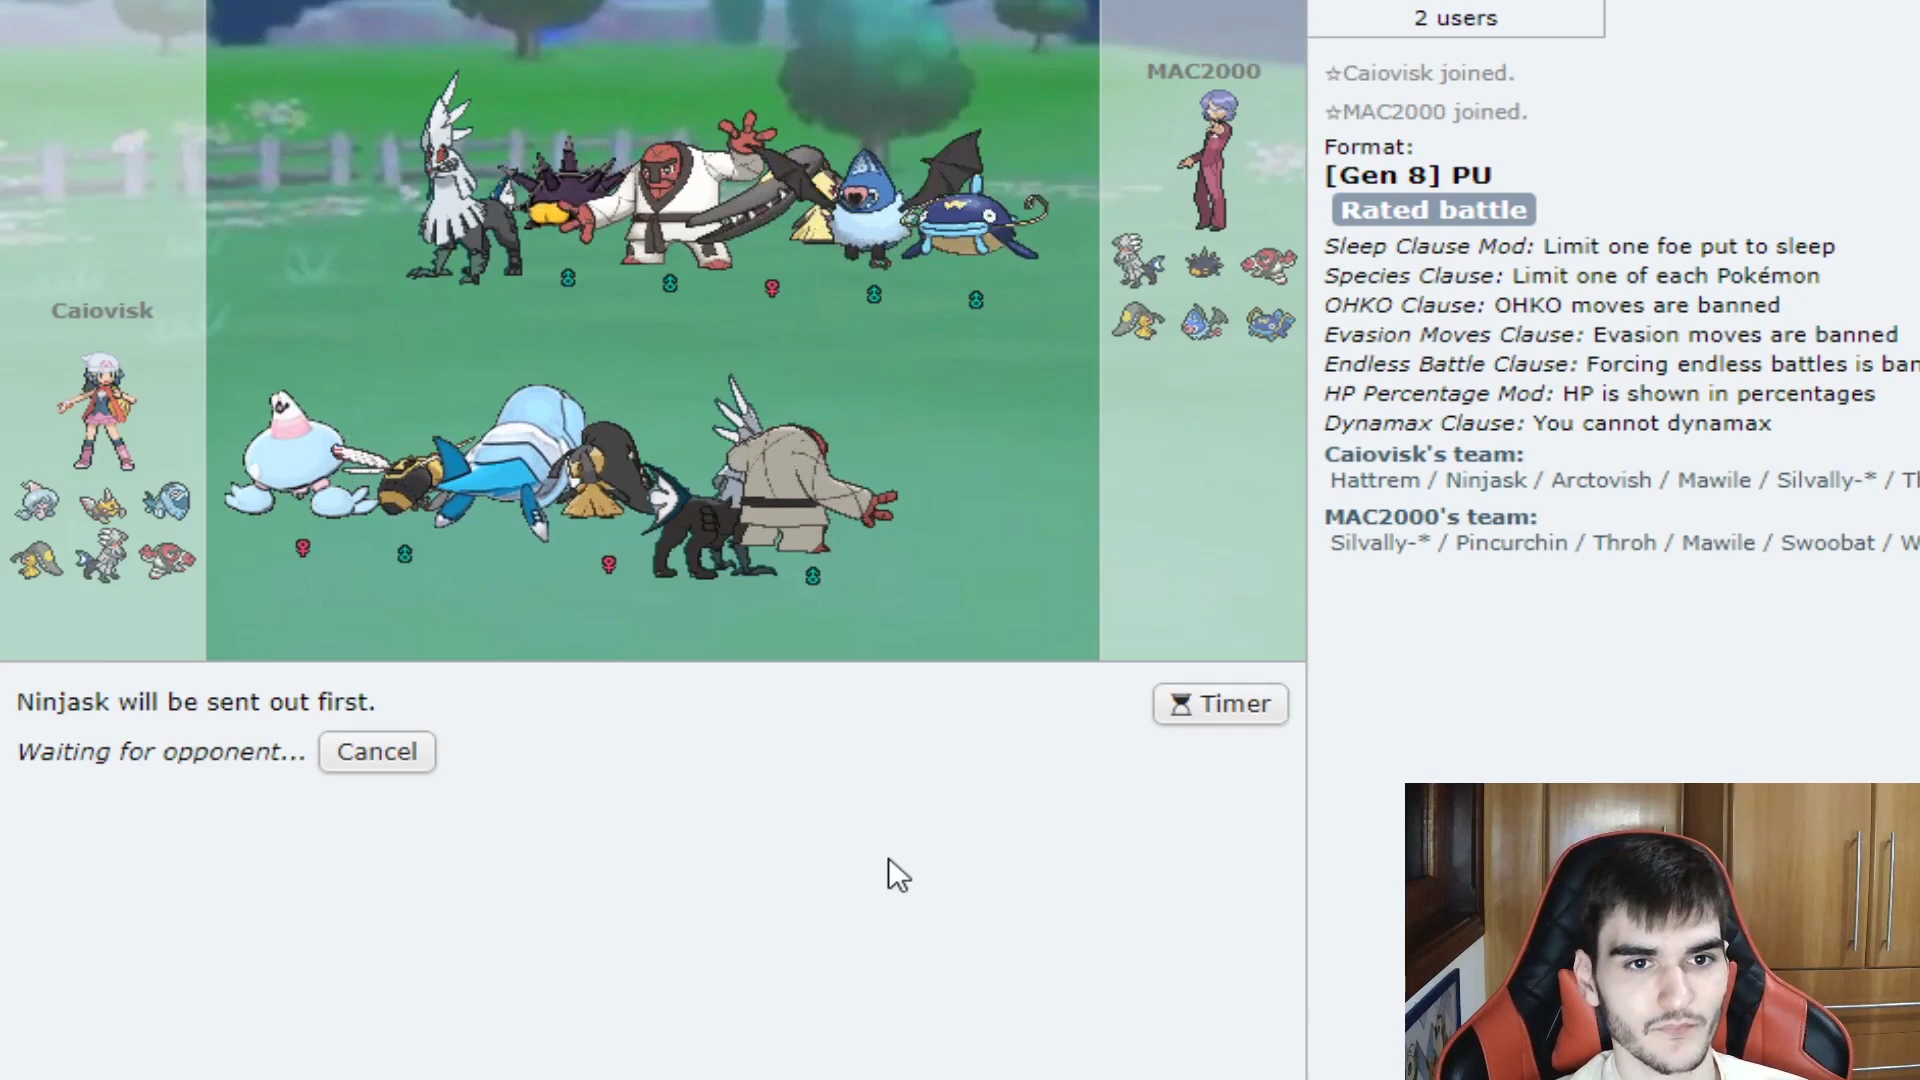 2 users
☆Caiovisk joined.
☆MAC2000 joined.
Format:
[Gen 8] PU
Rated battle
Sleep Clause Mod: Limit one foe put to sleep
Species Clause: Limit one of each Pokémon
OHKO Clause: OHKO moves are banned
Evasion Moves Clause: Evasion moves are banned
Endless Battle Clause: Forcing endless battles is ban
HP Percentage Mod: HP is shown in percentages
Dynamax Clause: You cannot dynamax
Caiovisk's team:
Hattrem / Ninjask / Arctovish / Mawile / Silvally-* / Th
MAC2000's team:
Silvally-* / Pincurchin / Throh / Mawile / Swoobat / W
MAC2000
Caiovisk
Ninjask will be sent out first.
Timer
Waiting for opponent...
Cancel